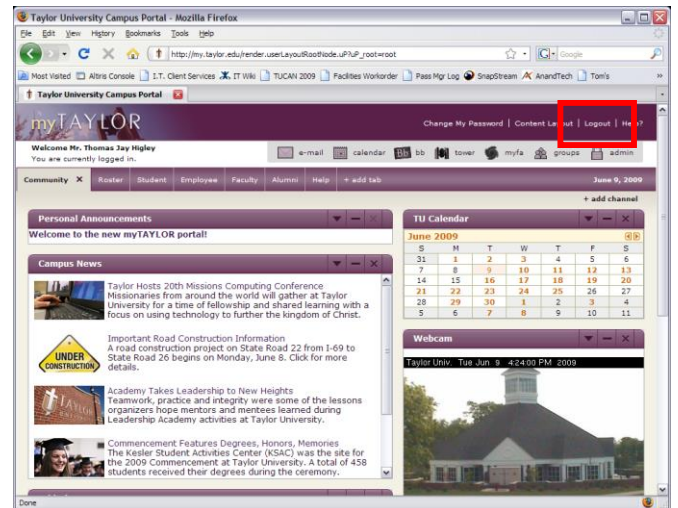 Taylor University Campus Portal - Mozilla Firefox
File Edit View History Bookmarks Tools Help
http://my.taylor.edu/render.userLayoutRootNode.uP?uP_root=root
Google
Most Visited Altiris Console I.T. Client Services IT Wiki TUCAN 2009 Facilities Workorder Pass Mgr Log SnapStream AnandTech Tom's
Taylor University Campus Portal
myTAYLOR
Change My Password | Content Layout | Logout | Help?
Welcome Mr. Thomas Jay Higley
You are currently logged in.
e-mail calendar Bb bb tower myfa groups admin
Community X Roster Student Employee Faculty Alumni Help + add tab June 9, 2009
+ add channel
Personal Announcements
Welcome to the new myTAYLOR portal!
Campus News
Taylor Hosts 20th Missions Computing Conference
Missionaries from around the world will gather at Taylor
University for a time of fellowship and shared learning with a
focus on using technology to further the kingdom of Christ.
Important Road Construction Information
A road construction project on State Road 22 from I-69 to
State Road 26 begins on Monday, June 8. Click for more
details.
UNDER
CONSTRUCTION
Academy Takes Leadership to New Heights
Teamwork, practice and integrity were some of the lessons
organizers hope mentors and mentees learned during
Leadership Academy activities at Taylor University.
TAYLOR
Commencement Features Degrees, Honors, Memories
The Kesler Student Activities Center (KSAC) was the site for
the 2009 Commencement at Taylor University. A total of 458
students received their degrees during the ceremony.
TU Calendar
June 2009
S M T W T F S
31 1 2 3 4 5 6
7 8 9 10 11 12 13
14 15 16 17 18 19 20
21 22 23 24 25 26 27
28 29 30 1 2 3 4
5 6 7 8 9 10 11
Webcam
Taylor Univ. Tue Jun 9 4:24:00 PM 2009
Done